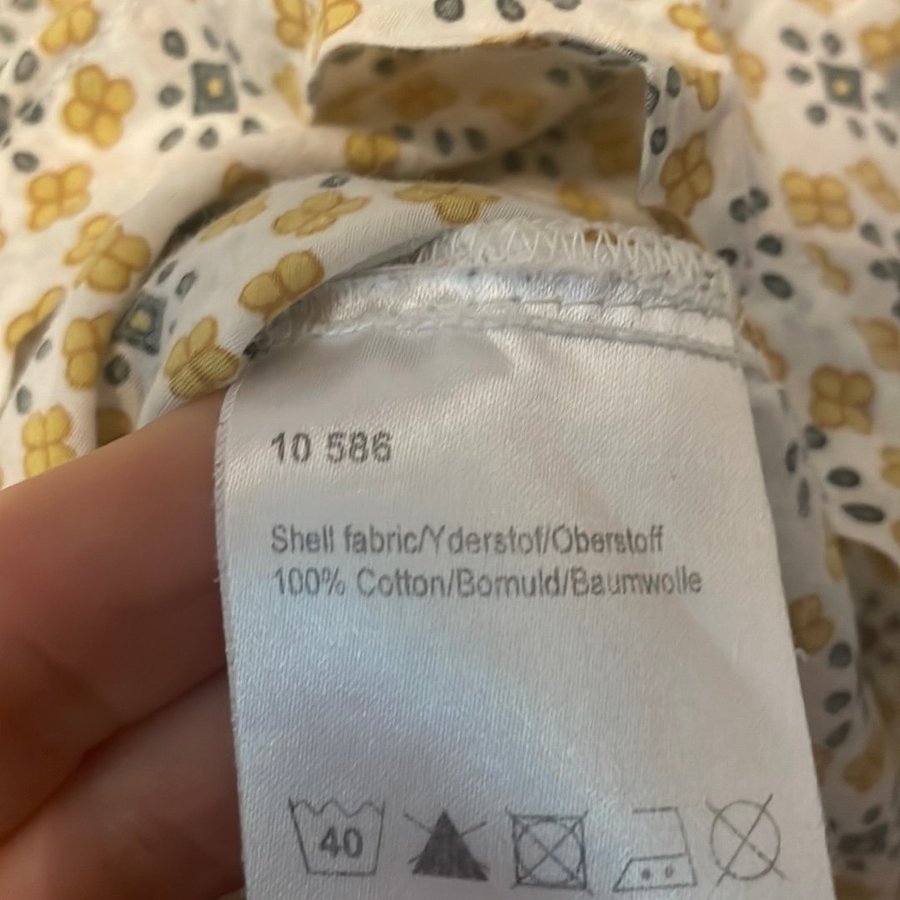 10 586
Shell fabric/Yderstof/Oberstoff
100% Cotton/Bomuld/Baumwolle
40